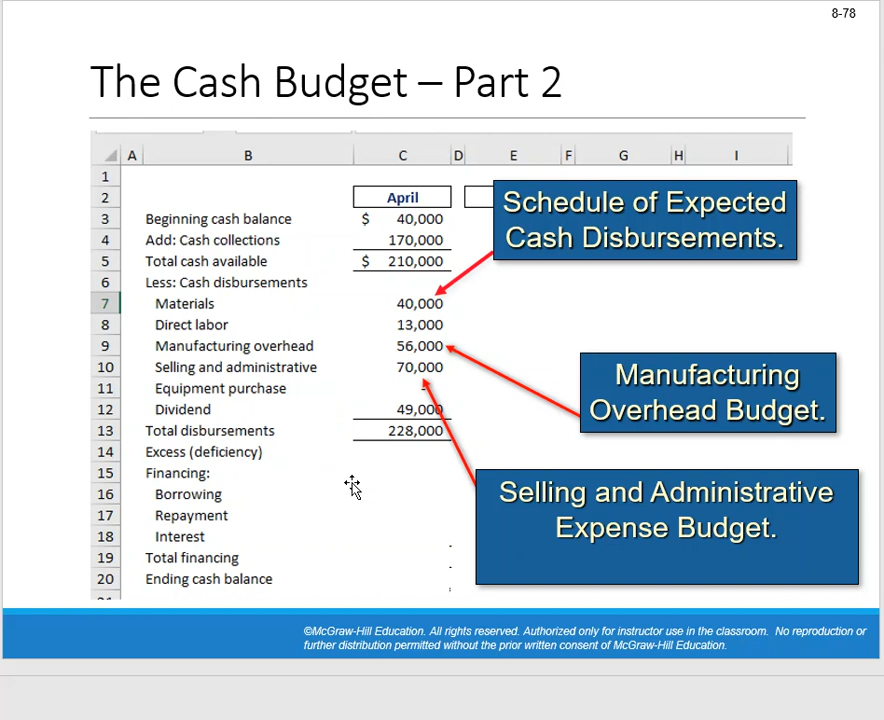 8-78
The Cash Budget – Part 2
A B C D E F G H I
1
2 April
3 Beginning cash balance $ 40,000
4 Add: Cash collections 170,000
5 Total cash available $ 210,000
6 Less: Cash disbursements
7 Materials 40,000
8 Direct labor 13,000
9 Manufacturing overhead 56,000
10 Selling and administrative 70,000
11 Equipment purchase -
12 Dividend 49,000
13 Total disbursements 228,000
14 Excess (deficiency)
15 Financing:
16 Borrowing
17 Repayment
18 Interest
19 Total financing
20 Ending cash balance
Schedule of Expected
Cash Disbursements.
Manufacturing
Overhead Budget.
Selling and Administrative
Expense Budget.
©McGraw-Hill Education. All rights reserved. Authorized only for instructor use in the classroom. No reproduction or
further distribution permitted without the prior written consent of McGraw-Hill Education.